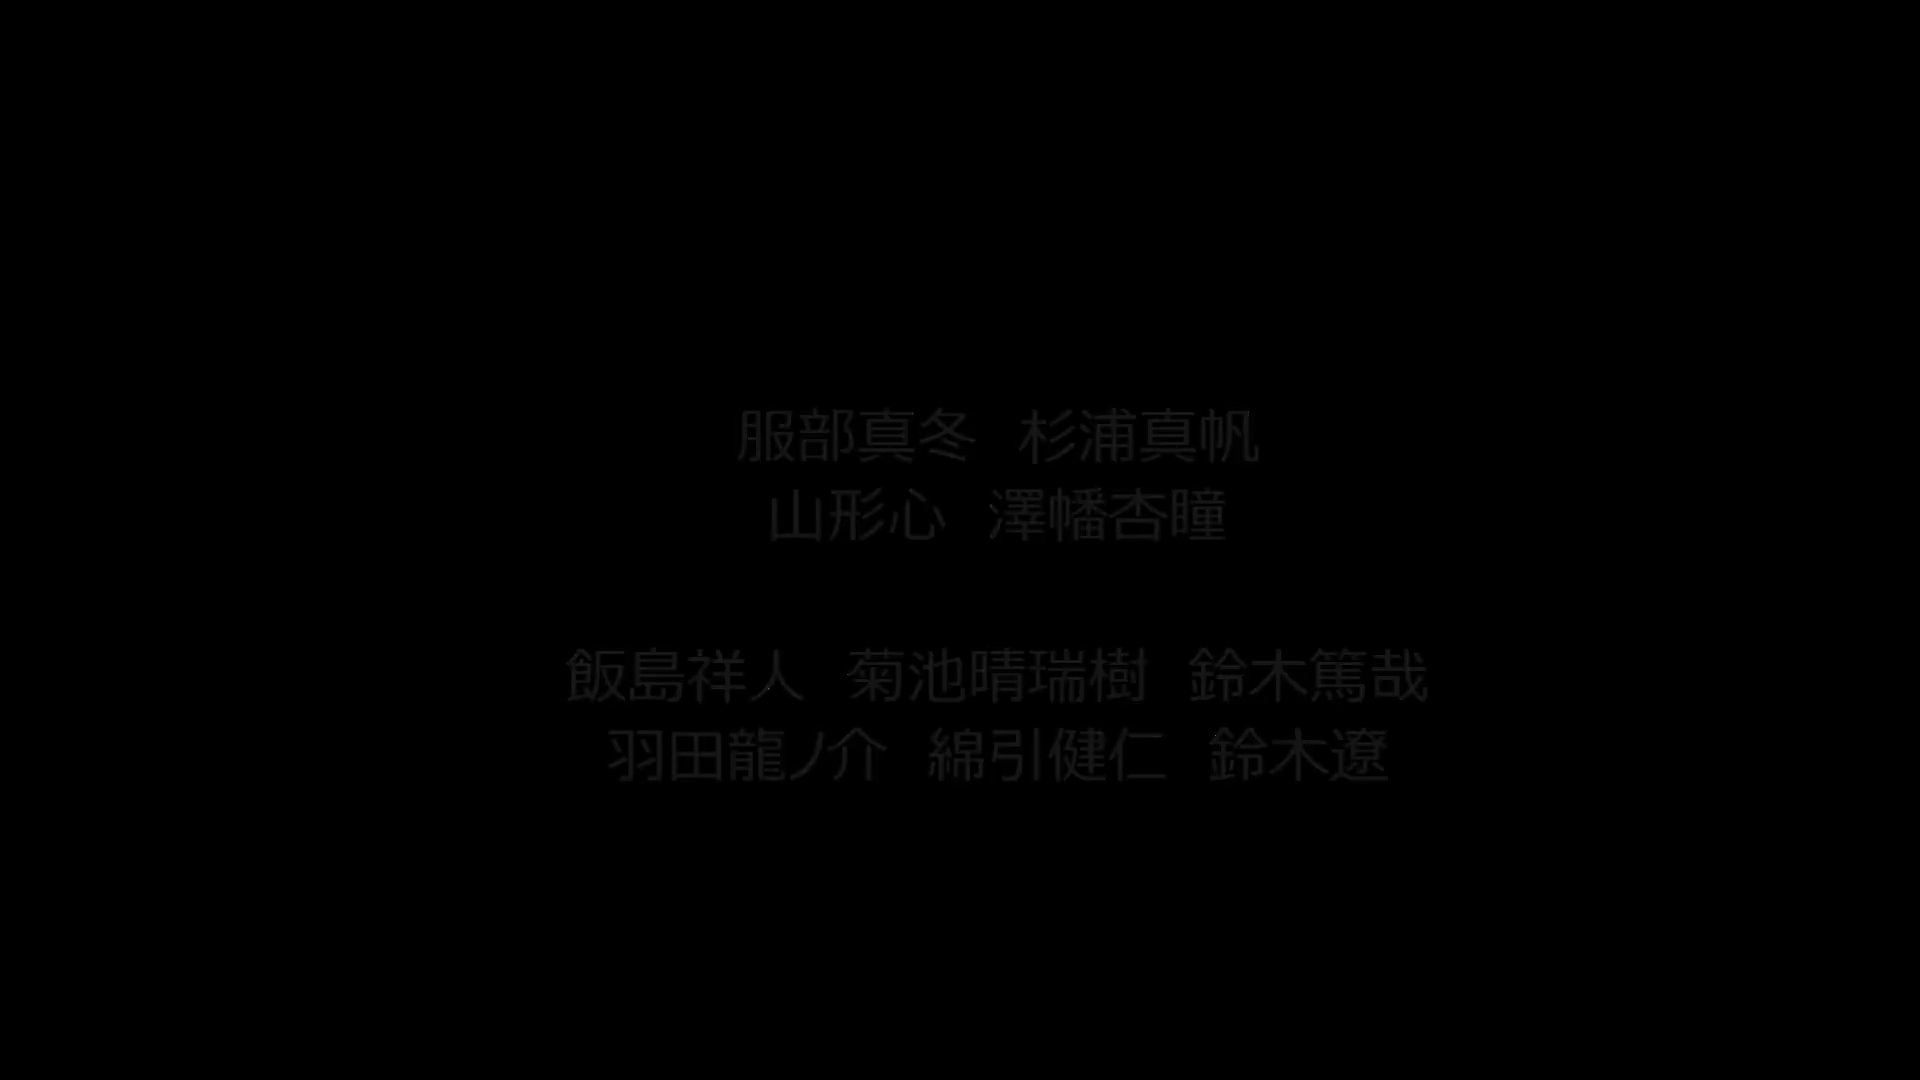 服部真冬　杉浦真帆
山形心　澤幡杏瞳
飯島祥人　菊池晴瑞樹　鈴木篤哉
羽田龍ノ介　綿引健仁　鈴木遼